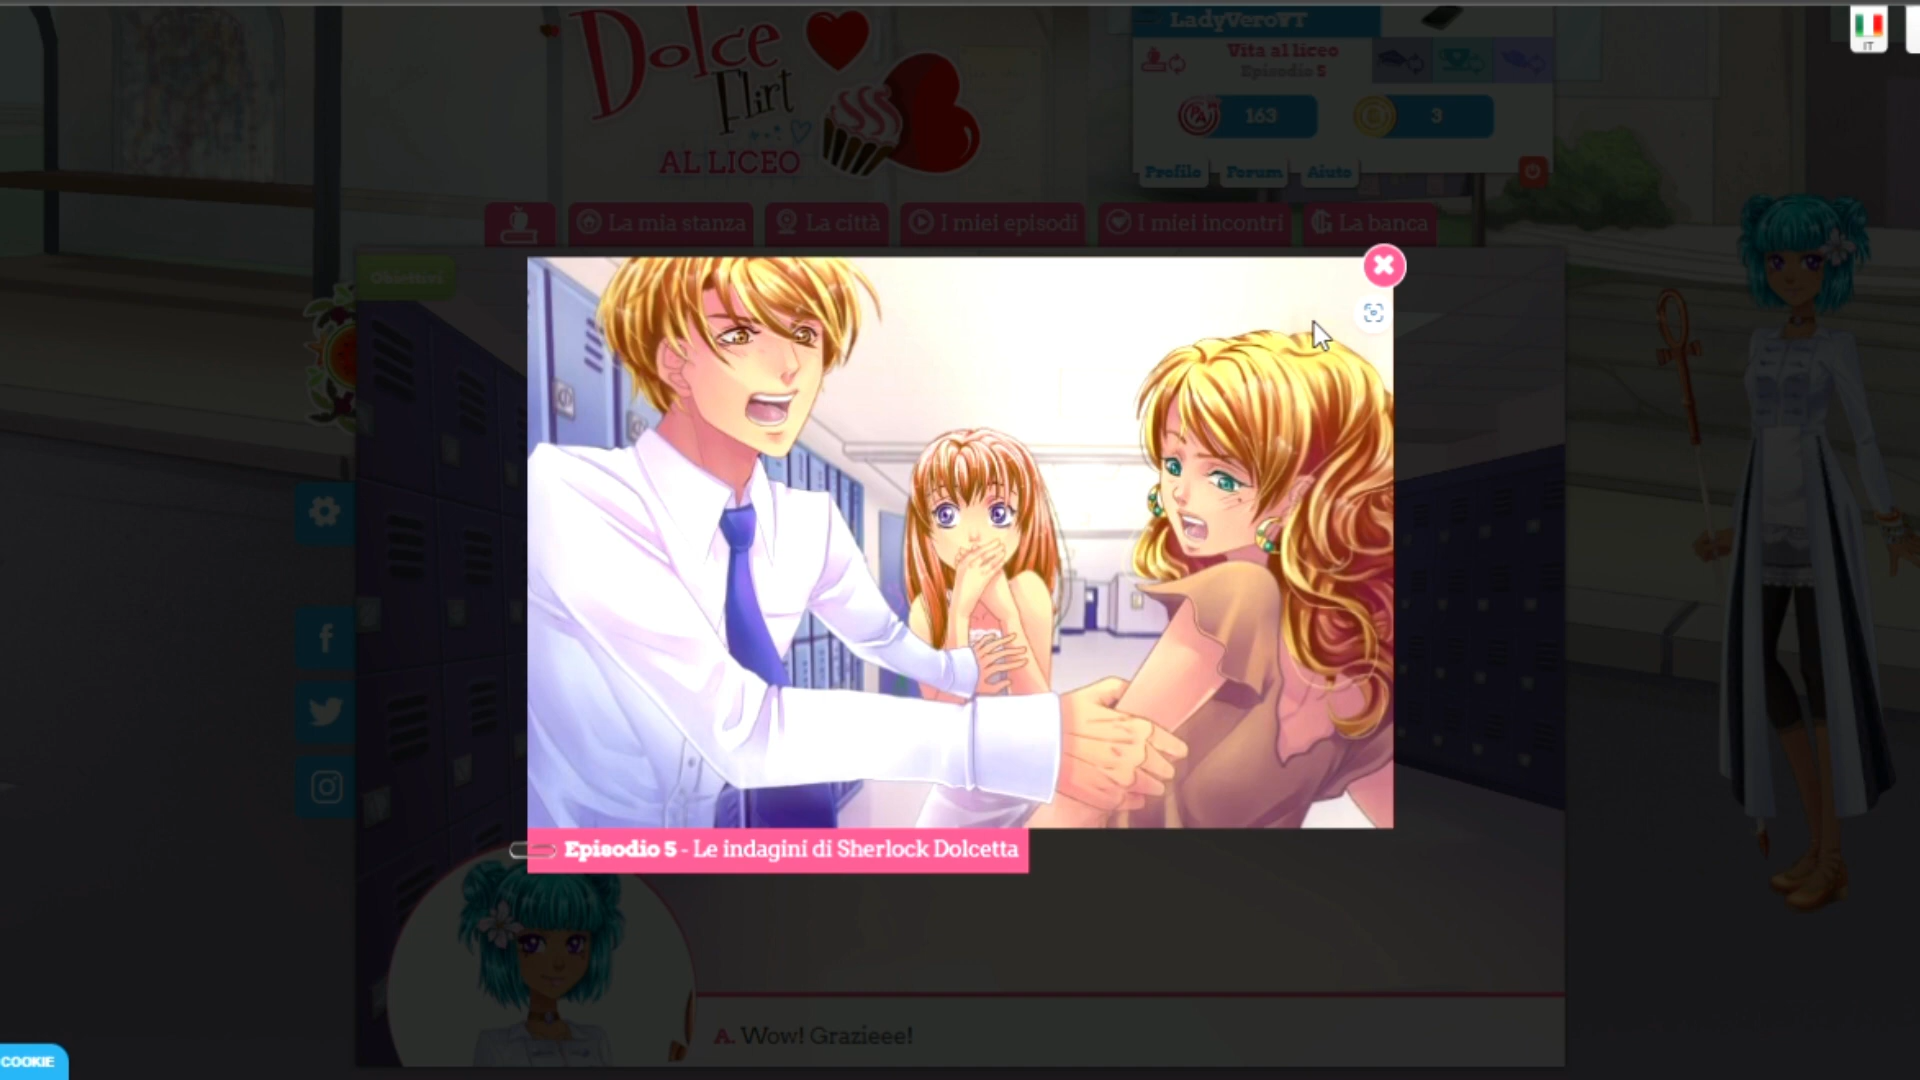 Dolce
Flirt
AL LICEO
LadyVeroVT
Vita al liceo
Episodio 5
163
3
Profilo
Forum
Aiuto
IT
La mia stanza
La città
I miei episodi
I miei incontri
La banca
Obiettivi
Episodio 5 - Le indagini di Sherlock Dolcetta
A. Wow! Grazieee!
COOKIE